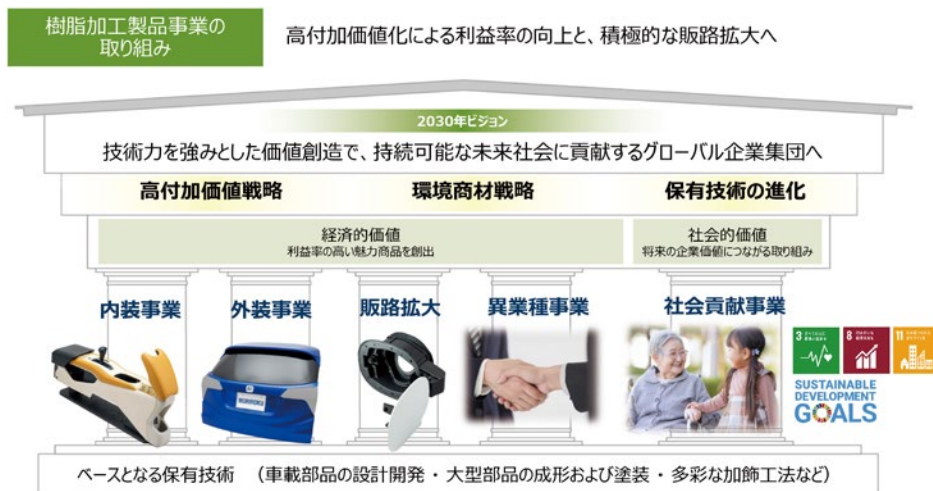 樹脂加工製品事業の
取り組み
高付加価値化による利益率の向上と、積極的な販路拡大へ
2030年ビジョン
技術力を強みとした価値創造で、持続可能な未来社会に貢献するグローバル企業集団へ
高付加価値戦略
環境商材戦略
保有技術の進化
経済的価値
利益率の高い魅力商品を創出
社会的価値
将来の企業価値につながる取り組み
内装事業
外装事業
販路拡大
異業種事業
社会貢献事業
3
8
11
SUSTAINABLE
DEVELOPMENT
GOALS
ベースとなる保有技術 （車載部品の設計開発・大型部品の成形および塗装・多彩な加飾工法など）